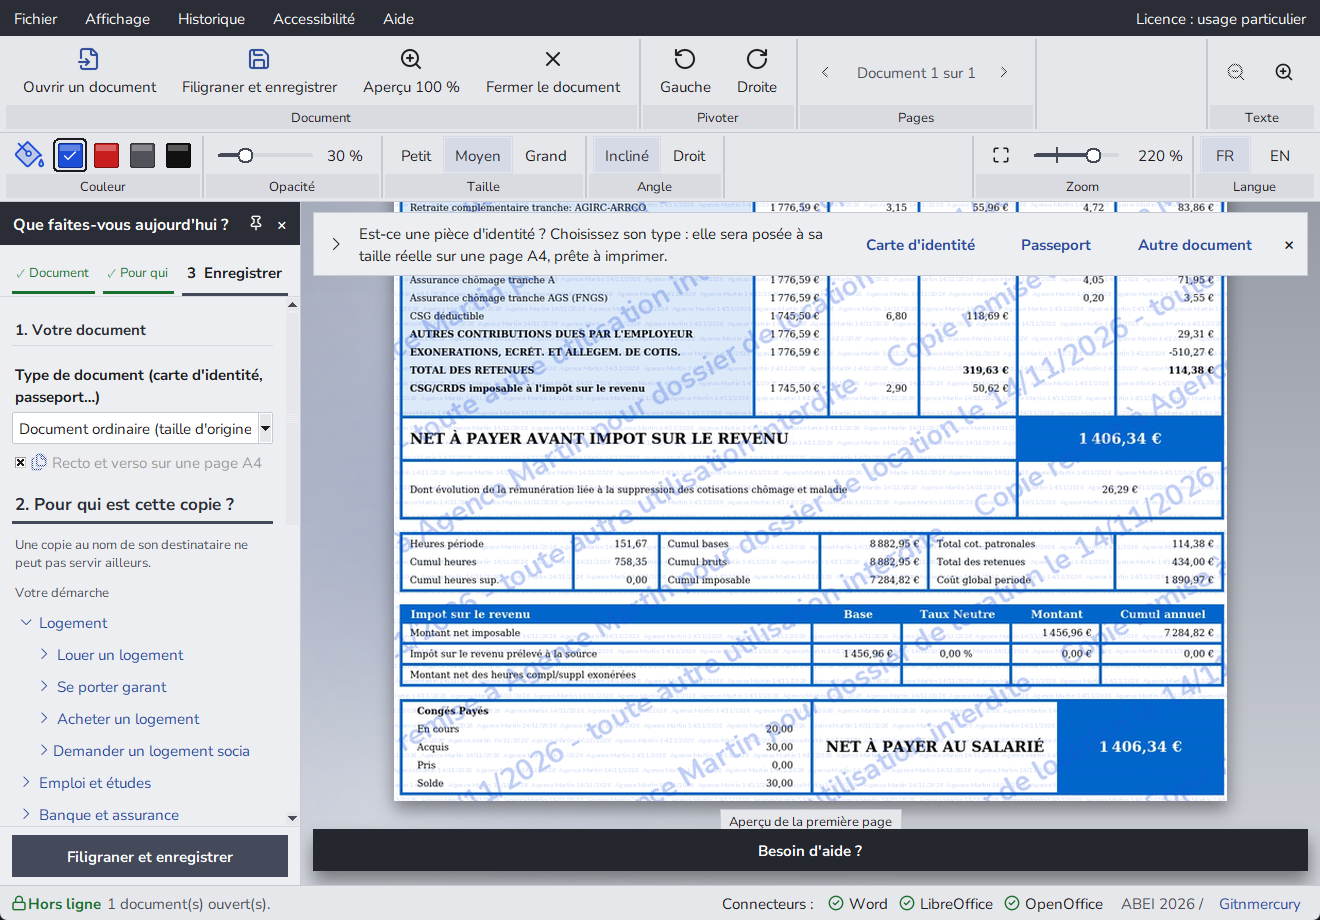 Fichier Affichage Historique Accessibilité Aide Licence : usage particulier
Ouvrir un document Filigraner et enregistrer Aperçu 100 % Fermer le document Gauche Droite Document 1 sur 1
Document Pivoter Pages Texte
30 % Petit Moyen Grand Incliné Droit 220 % FR EN
Couleur Opacité Taille Angle Zoom Langue
Que faites-vous aujourd'hui ?
Document Pour qui 3 Enregistrer
1. Votre document
Type de document (carte d'identité,
passeport...)
Document ordinaire (taille d'origine
Recto et verso sur une page A4
2. Pour qui est cette copie ?
Une copie au nom de son destinataire ne
peut pas servir ailleurs.
Votre démarche
Logement
Louer un logement
Se porter garant
Acheter un logement
Demander un logement socia
Emploi et études
Banque et assurance
Filigraner et enregistrer
Retraite complémentaire tranche: AGIRC-ARRCO 1 776,59 € 3,15 55,96 € 4,72 83,86 €
Est-ce une pièce d'identité ? Choisissez son type : elle sera posée à sa
taille réelle sur une page A4, prête à imprimer.
Carte d'identité Passeport Autre document
Assurance chômage tranche A 1 776,59 € 4,05 71,95 €
Assurance chômage tranche AGS (FNGS) 1 776,59 € 0,20 3,55 €
CSG déductible 1 745,50 € 6,80 118,69 €
AUTRES CONTRIBUTIONS DUES PAR L'EMPLOYEUR 1 776,59 € 29,31 €
EXONERATIONS, ECRÉT. ET ALLEGEM. DE COTIS. 1 776,59 € -510,27 €
TOTAL DES RETENUES 319,63 € 114,38 €
CSG/CRDS imposable à l'impôt sur le revenu 1 745,50 € 2,90 50,62 €
NET À PAYER AVANT IMPOT SUR LE REVENU 1 406,34 €
Dont évolution de la rémunération liée à la suppression des cotisations chômage et maladie 26,29 €
Heures période 151,67 Cumul bases 8 882,95 € Total cot. patronales 114,38 €
Cumul heures 758,35 Cumul bruts 8 882,95 € Total des retenues 434,00 €
Cumul heures sup. 0,00 Cumul imposable 7 284,82 € Coût global période 1 890,97 €
Impot sur le revenu Base Taux Neutre Montant Cumul annuel
Montant net imposable 1 456,96 € 7 284,82 €
Impôt sur le revenu prélevé à la source 1 456,96 € 0,00 % 0,00 € 0,00 €
Montant net des heures compl/suppl exonérées
Congés Payés
En cours 20,00
Acquis 30,00
Pris 0,00
Solde 30,00
NET À PAYER AU SALARIÉ 1 406,34 €
Copie remise à Agence Martin pour dossier de location le 14/11/2026 - toute autre utilisation interdite
Aperçu de la première page
Besoin d'aide ?
Hors ligne 1 document(s) ouvert(s). Connecteurs : Word LibreOffice OpenOffice ABEI 2026 / Gitnmercury